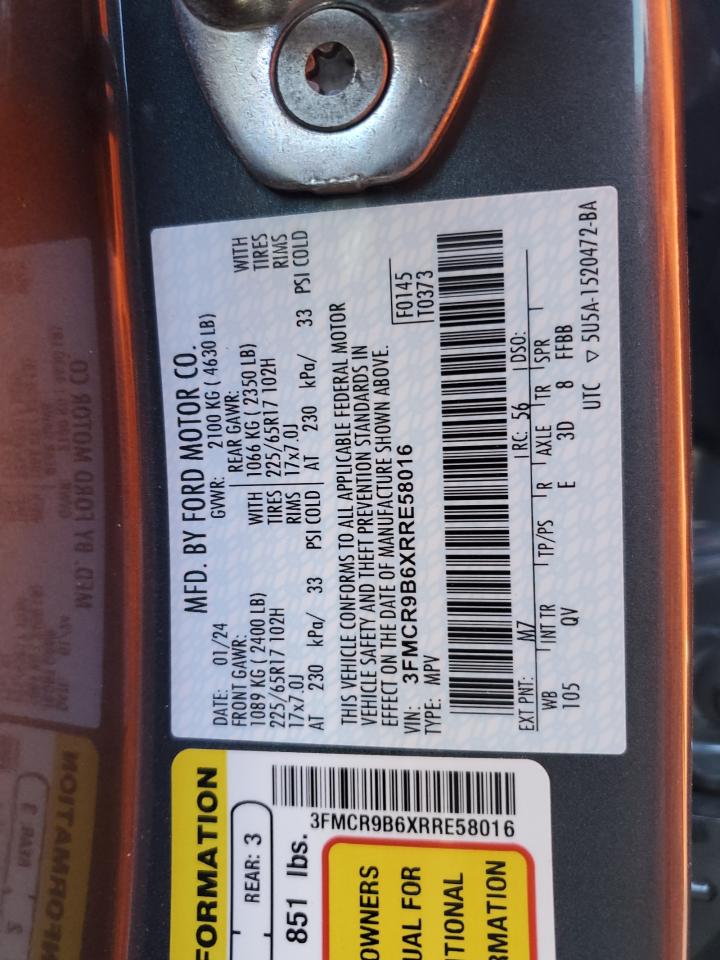 MFD. BY FORD MOTOR CO.
DATE: 01/24 GVWR: 2100 KG ( 4630 LB)
FRONT GAWR: REAR GAWR:
1089 KG ( 2400 LB) WITH 1066 KG ( 2350 LB) WITH
225/65R17 102H TIRES 225/65R17 102H TIRES
17x7.0J RIMS 17x7.0J RIMS
AT 230 kPa/ 33 PSI COLD AT 230 kPa/ 33 PSI COLD
THIS VEHICLE CONFORMS TO ALL APPLICABLE FEDERAL MOTOR
VEHICLE SAFETY AND THEFT PREVENTION STANDARDS IN
EFFECT ON THE DATE OF MANUFACTURE SHOWN ABOVE.
VIN: 3FMCR9B6XRRE58016 F0145
TYPE: MPV T0373
EXT PNT: M7 RC: 56 DSO:
WB INT TR TP/PS R AXLE TR SPR
105 QV E 3D 8 FFBB
UTC ▽ 5U5A-1520472-BA
FORMATION
REAR: 3
851 lbs.
3FMCR9B6XRRE58016
OWNERS
UAL FOR
TIONAL
RMATION